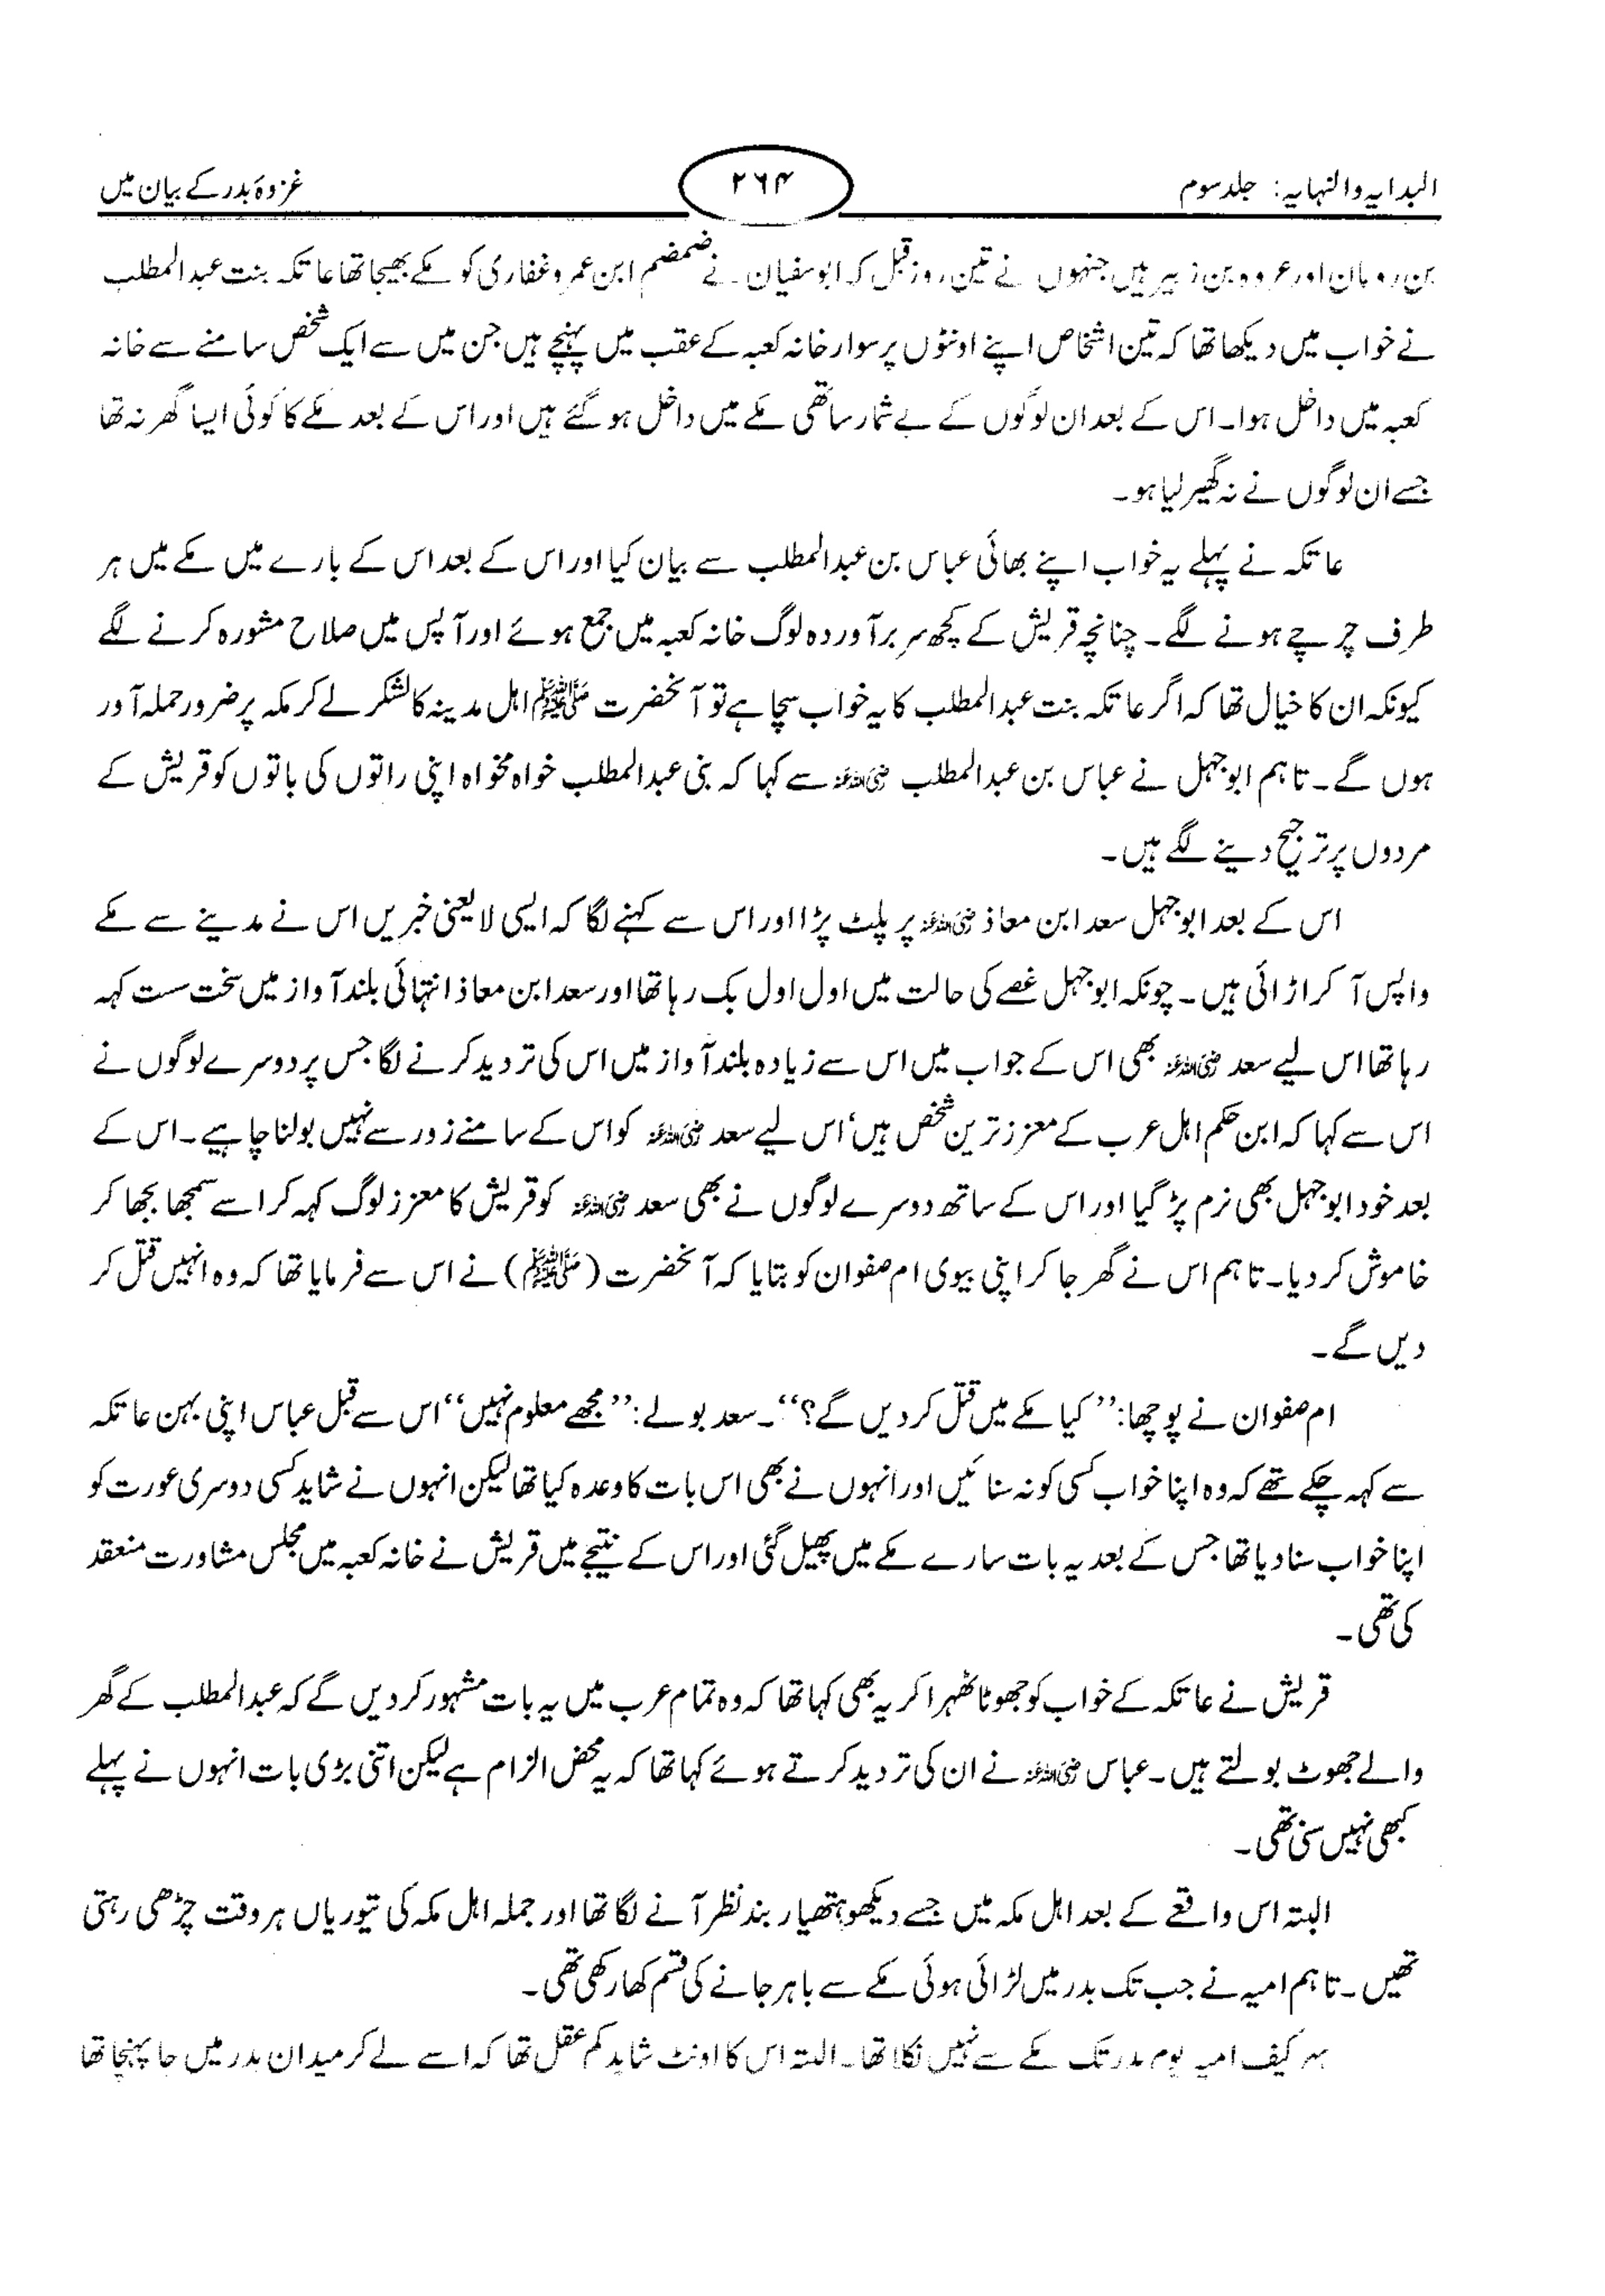 البدایہ والنہایہ: جلد سوم
۲۶۴
غزوۂ بدر کے بیان میں
بن رومان اور عروہ بن زبیر ہیں جنہوں نے تین روز قبل کہ ابوسفیان نے ضمضم ابن عمرو غفاری کو مکے بھیجا تھا عاتکہ بنت عبدالمطلب
نے خواب میں دیکھا تھا کہ تین اشخاص اپنے اونٹوں پر سوار خانہ کعبہ کے عقب میں پہنچے ہیں جن میں سے ایک شخص سامنے سے خانہ
کعبہ میں داخل ہوا۔ اس کے بعد ان لوگوں کے بے شمار ساتھی مکے میں داخل ہو گئے ہیں اور اس کے بعد مکے کا کوئی ایسا گھر نہ تھا
جسے ان لوگوں نے نہ گھیر لیا ہو۔
عاتکہ نے پہلے یہ خواب اپنے بھائی عباس بن عبدالمطلب سے بیان کیا اور اس کے بعد اس کے بارے میں مکے میں ہر
طرف چرچے ہونے لگے۔ چنانچہ قریش کے کچھ سربرآوردہ لوگ خانہ کعبہ میں جمع ہوئے اور آپس میں صلاح مشورہ کرنے لگے
کیونکہ ان کا خیال تھا کہ اگر عاتکہ بنت عبدالمطلب کا یہ خواب سچا ہے تو آنحضرت ﷺ اہل مدینہ کا لشکر لے کر مکہ پر ضرور حملہ آور
ہوں گے۔ تاہم ابوجہل نے عباس بن عبدالمطلب رضی اللہ عنہ سے کہا کہ بنی عبدالمطلب خواہ مخواہ اپنی راتوں کی باتوں کو قریش کے
مردوں پر ترجیح دینے لگے ہیں۔
اس کے بعد ابوجہل سعد ابن معاذ رضی اللہ عنہ پر پلٹ پڑا اور اس سے کہنے لگا کہ ایسی لایعنی خبریں اس نے مدینے سے مکے
واپس آ کر اڑائی ہیں۔ چونکہ ابوجہل غصے کی حالت میں اول اول بک رہا تھا اور سعد ابن معاذ انتہائی بلند آواز میں سخت ست کہہ
رہا تھا اس لیے سعد رضی اللہ عنہ بھی اس کے جواب میں اس سے زیادہ بلند آواز میں اس کی تردید کرنے لگا جس پر دوسرے لوگوں نے
اس سے کہا کہ ابن حکم اہل عرب کے معزز ترین شخص ہیں‘ اس لیے سعد رضی اللہ عنہ کو اس کے سامنے زور سے نہیں بولنا چاہیے۔ اس کے
بعد خود ابوجہل بھی نرم پڑ گیا اور اس کے ساتھ دوسرے لوگوں نے بھی سعد رضی اللہ عنہ کو قریش کا معزز لوگ کہہ کر اسے سمجھا بجھا کر
خاموش کر دیا۔ تاہم اس نے گھر جا کر اپنی بیوی ام صفوان کو بتایا کہ آنحضرت (ﷺ) نے اس سے فرمایا تھا کہ وہ انہیں قتل کر
دیں گے۔
ام صفوان نے پوچھا: ’’کیا مکے میں قتل کر دیں گے؟‘‘۔ سعد بولے: ’’مجھے معلوم نہیں‘‘ اس سے قبل عباس اپنی بہن عاتکہ
سے کہہ چکے تھے کہ وہ اپنا خواب کسی کو نہ سنائیں اور انہوں نے بھی اس بات کا وعدہ کیا تھا لیکن انہوں نے شاید کسی دوسری عورت کو
اپنا خواب سنا دیا تھا جس کے بعد یہ بات سارے مکے میں پھیل گئی اور اس کے نتیجے میں قریش نے خانہ کعبہ میں مجلس مشاورت منعقد
کی تھی۔
قریش نے عاتکہ کے خواب کو جھوٹا ٹھہرا کر یہ بھی کہا تھا کہ وہ تمام عرب میں یہ بات مشہور کر دیں گے کہ عبدالمطلب کے گھر
والے جھوٹ بولتے ہیں۔ عباس رضی اللہ عنہ نے ان کی تردید کرتے ہوئے کہا تھا کہ یہ محض الزام ہے لیکن اتنی بڑی بات انہوں نے پہلے
کبھی نہیں سنی تھی۔
البتہ اس واقعے کے بعد اہل مکہ میں جسے دیکھو ہتھیار بند نظر آنے لگا تھا اور جملہ اہل مکہ کی تیوریاں ہر وقت چڑھی رہتی
تھیں۔ تاہم امیہ نے جب تک بدر میں لڑائی ہوئی مکے سے باہر جانے کی قسم کھا رکھی تھی۔
بہر کیف امیہ یوم بدر تک مکے سے نہیں نکلا تھا۔ البتہ اس کا اونٹ شاید کم عقل تھا کہ اسے لے کر میدان بدر میں جا پہنچا تھا